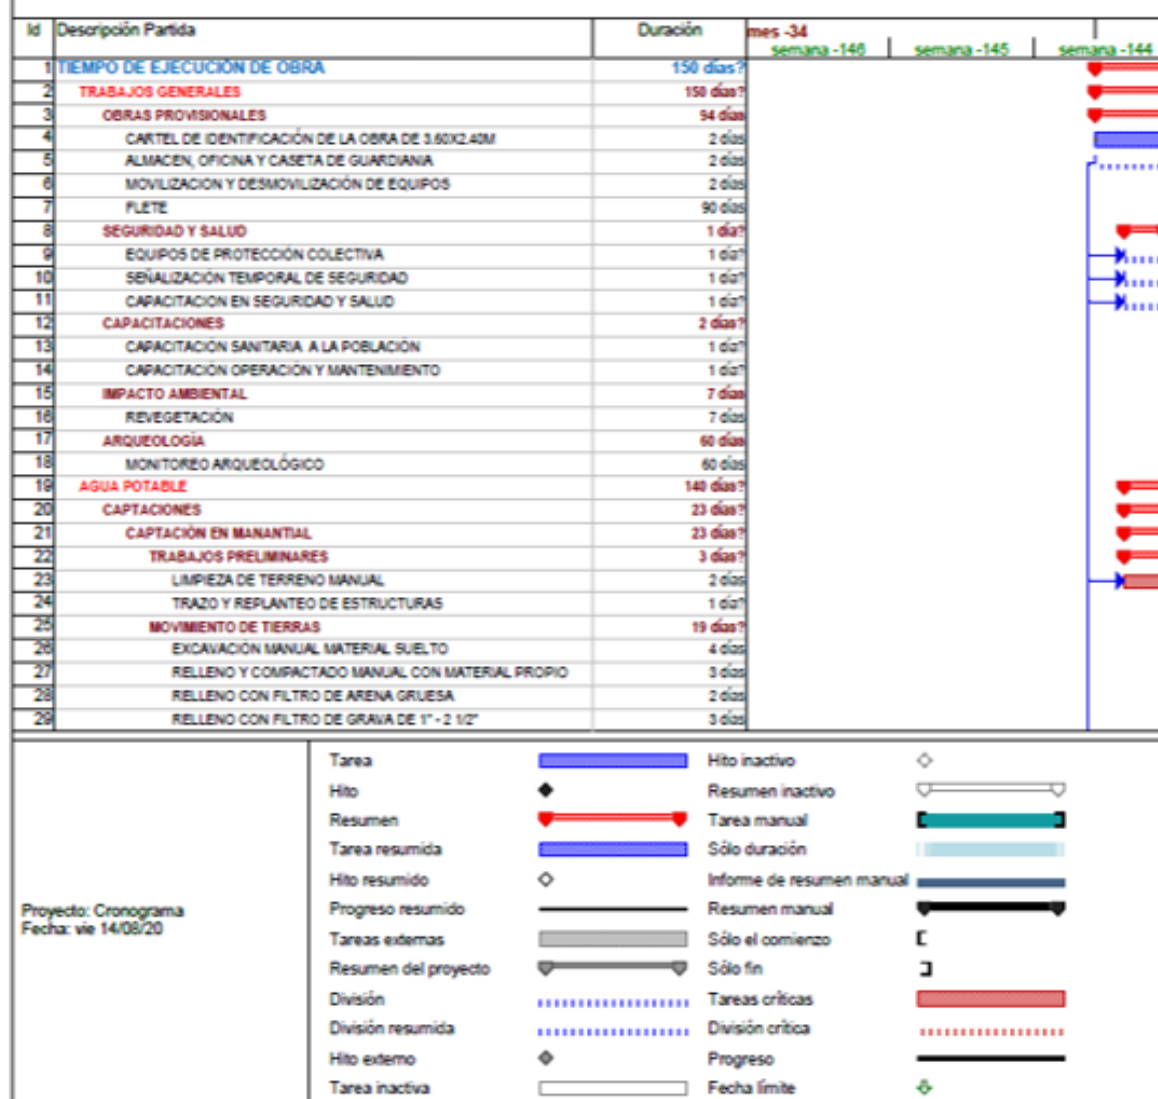 Id Descripción Partida Duración mes -34
semana -146 semana -145 semana -144
1 TIEMPO DE EJECUCIÓN DE OBRA 150 días?
2 TRABAJOS GENERALES 150 días?
3 OBRAS PROVISIONALES 94 días
4 CARTEL DE IDENTIFICACIÓN DE LA OBRA DE 3.60X2.40M 2 días
5 ALMACEN, OFICINA Y CASETA DE GUARDIANIA 2 días
6 MOVILIZACION Y DESMOVILIZACIÓN DE EQUIPOS 2 días
7 FLETE 90 días
8 SEGURIDAD Y SALUD 1 día?
9 EQUIPOS DE PROTECCIÓN COLECTIVA 1 día?
10 SEÑALIZACIÓN TEMPORAL DE SEGURIDAD 1 día?
11 CAPACITACION EN SEGURIDAD Y SALUD 1 día?
12 CAPACITACIONES 2 días?
13 CAPACITACIÓN SANITARIA A LA POBLACIÓN 1 día?
14 CAPACITACIÓN OPERACIÓN Y MANTENIMIENTO 1 día?
15 IMPACTO AMBIENTAL 7 días
16 REVEGETACIÓN 7 días
17 ARQUEOLOGÍA 60 días
18 MONITOREO ARQUEOLÓGICO 60 días
19 AGUA POTABLE 140 días?
20 CAPTACIONES 23 días?
21 CAPTACIÓN EN MANANTIAL 23 días?
22 TRABAJOS PRELIMINARES 3 días?
23 LIMPIEZA DE TERRENO MANUAL 2 días
24 TRAZO Y REPLANTEO DE ESTRUCTURAS 1 día?
25 MOVIMIENTO DE TIERRAS 19 días?
26 EXCAVACIÓN MANUAL MATERIAL SUELTO 4 días
27 RELLENO Y COMPACTADO MANUAL CON MATERIAL PROPIO 3 días
28 RELLENO CON FILTRO DE ARENA GRUESA 2 días
29 RELLENO CON FILTRO DE GRAVA DE 1" - 2 1/2" 3 días
Proyecto: Cronograma
Fecha: vie 14/08/20
Tarea
Hito
Resumen
Tarea resumida
Hito resumido
Progreso resumido
Tareas externas
Resumen del proyecto
División
División resumida
Hito externo
Tarea inactiva
Hito inactivo
Resumen inactivo
Tarea manual
Sólo duración
Informe de resumen manual
Resumen manual
Sólo el comienzo
Sólo fin
Tareas críticas
División crítica
Progreso
Fecha límite